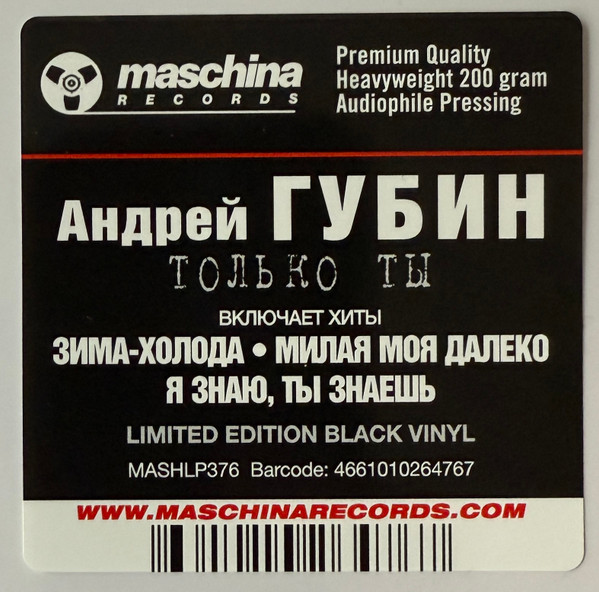 maschina
RECORDS
Premium Quality
Heavyweight 200 gram
Audiophile Pressing
Андрей ГУБИН
ТОЛЬКО ТЫ
ВКЛЮЧАЕТ ХИТЫ
ЗИМА-ХОЛОДА • МИЛАЯ МОЯ ДАЛЕКО
Я ЗНАЮ, ТЫ ЗНАЕШЬ
LIMITED EDITION BLACK VINYL
MASHLP376 Barcode: 4661010264767
WWW.MASCHINARECORDS.COM